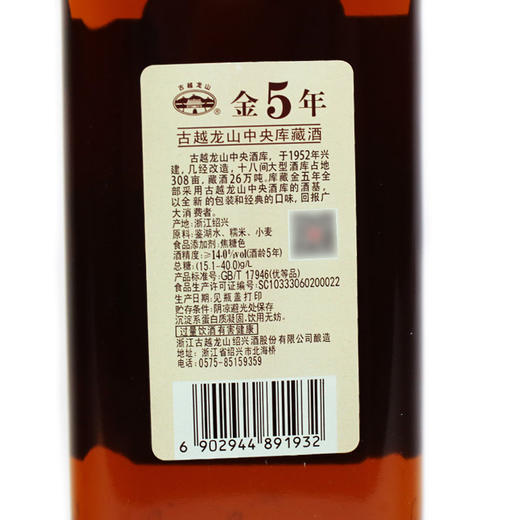 古越龙山
®
金5年
古越龙山中央库藏酒
古越龙山中央酒库，于1952年兴
建，几经改造，十八间大型酒库占地
308亩，藏酒26万吨。库藏金五年全
部采用古越龙山中央酒库的酒基，
以全新的包装和经典的口味，回报广
大消费者。
产地:浙江绍兴
原料：鉴湖水、糯米、小麦
食品添加剂:焦糖色
酒精度：≥14.0%vol(酒龄5年)
总糖：(15.1-40.0)g/L
产品标准号:GB/T 17946(优等品)
食品生产许可证编号:SC10333060200022
生产日期：见瓶盖打印
贮存条件：阴凉避光处保存
沉淀系蛋白质凝固,饮用无妨。
过量饮酒有害健康
浙江古越龙山绍兴酒股份有限公司酿造
地址：浙江省绍兴市北海桥
电话：0575-85159359
6 902944 891932